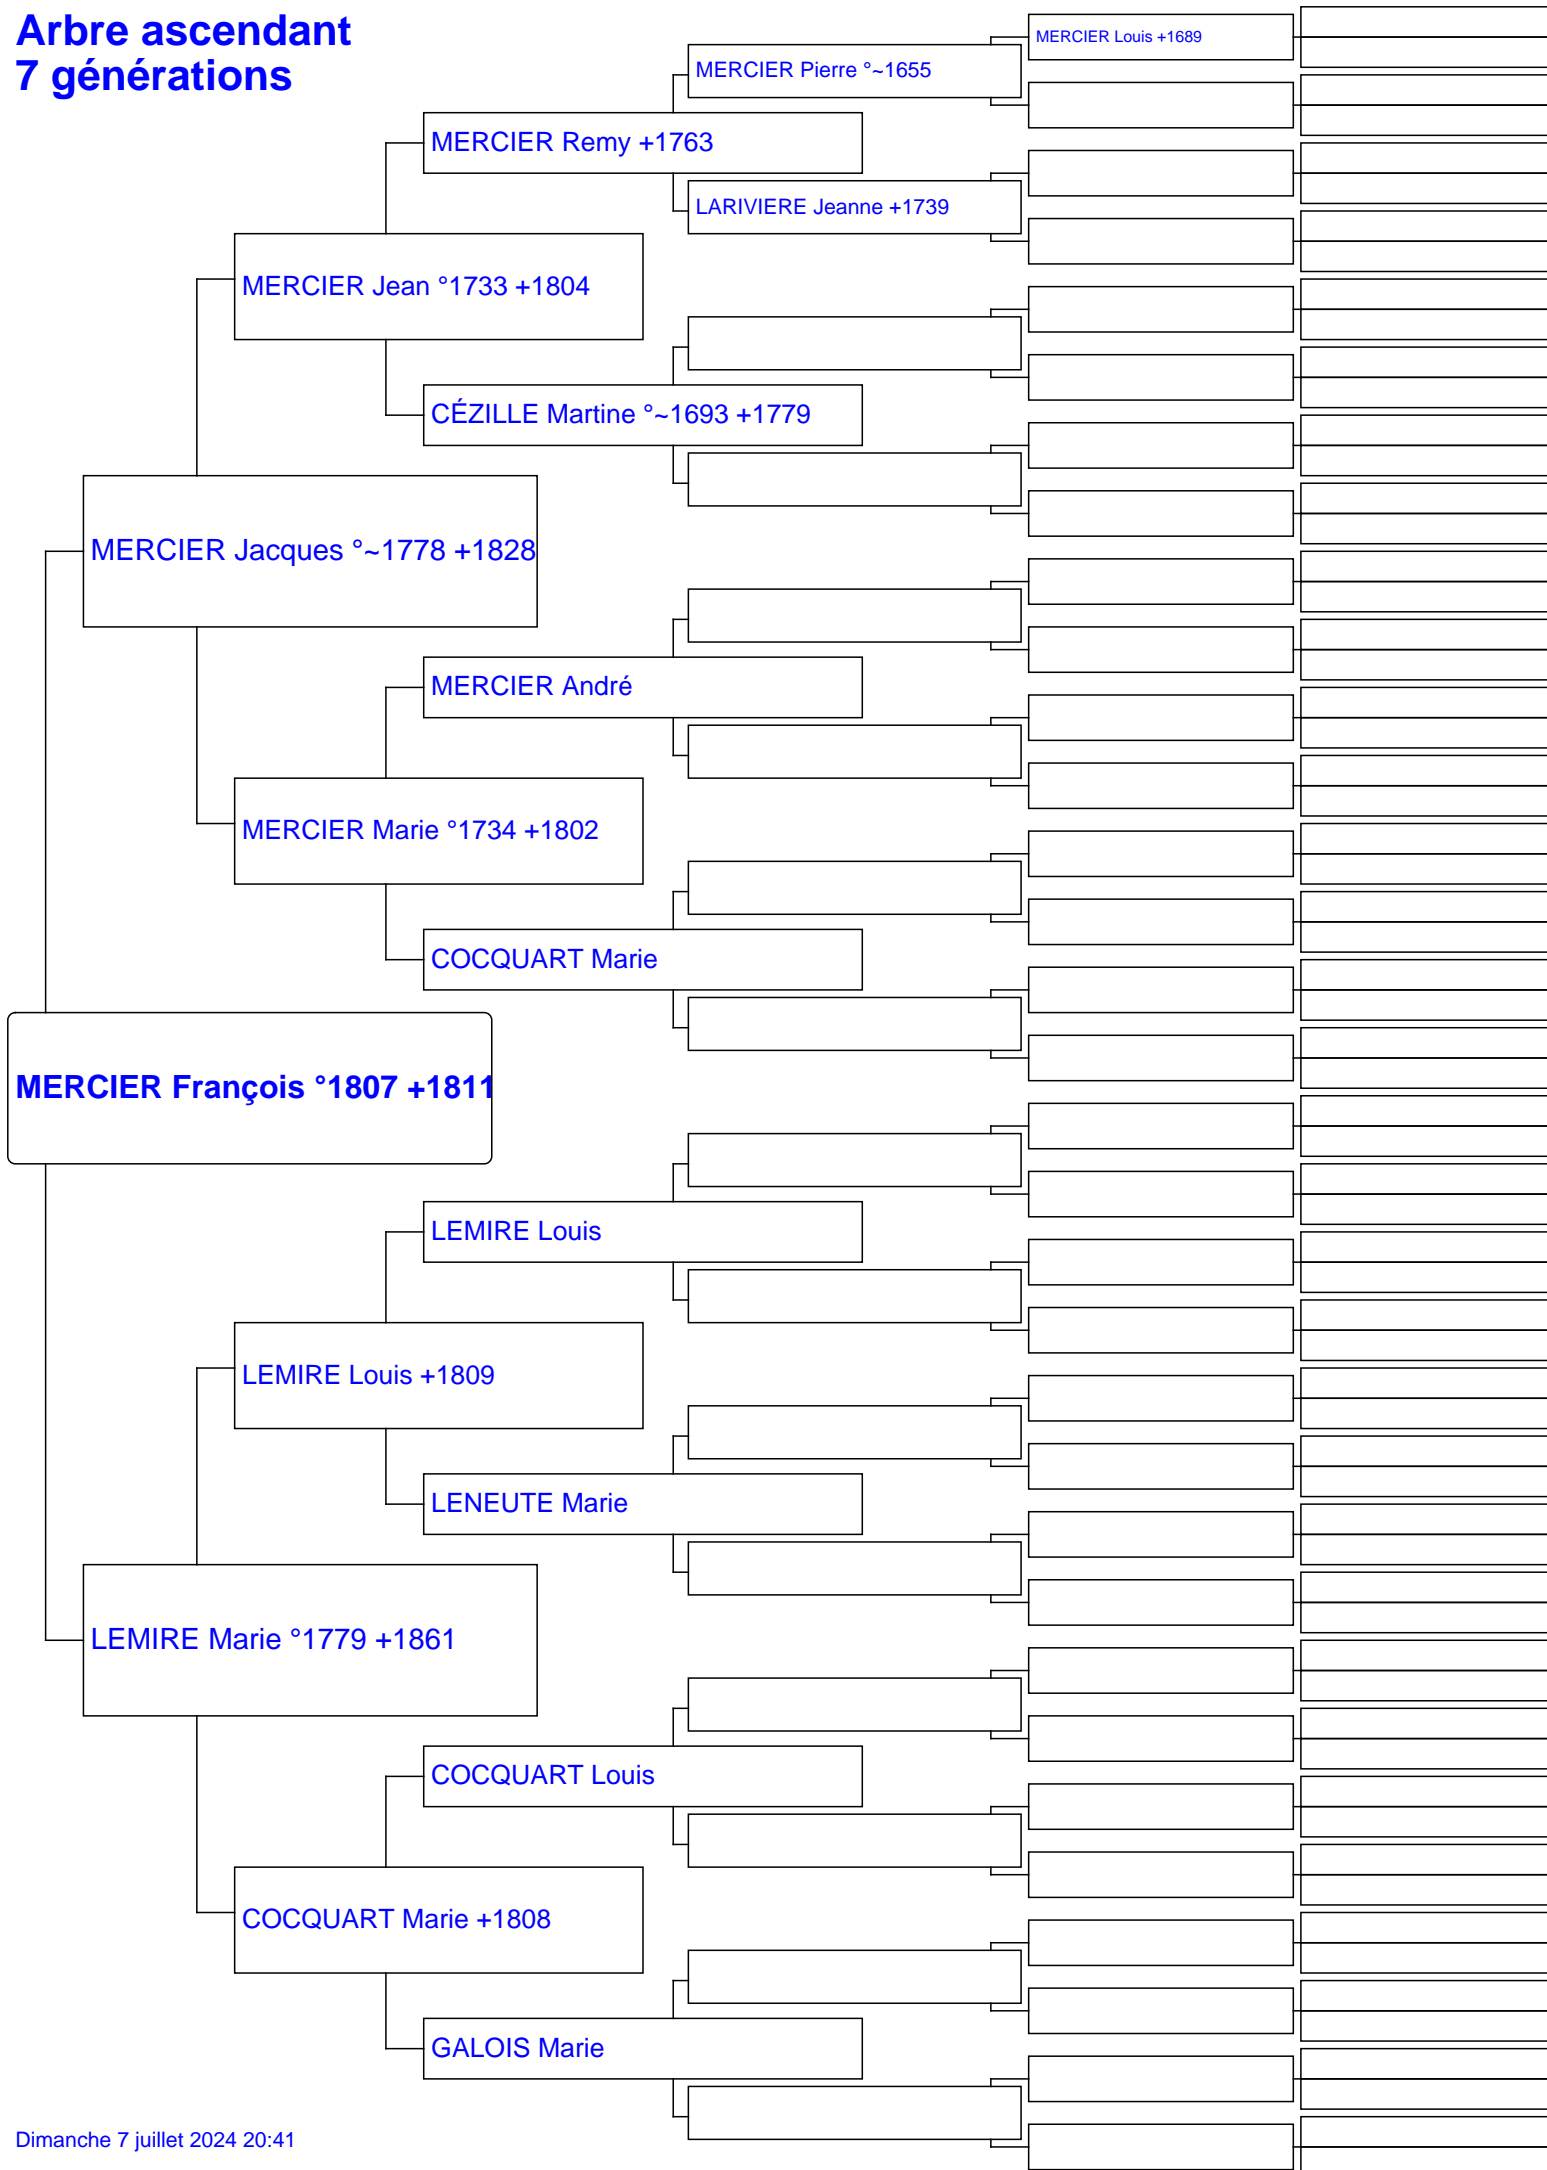 Arbre ascendant
7 générations
MERCIER Louis +1689
MERCIER Pierre °~1655
MERCIER Remy +1763
LARIVIERE Jeanne +1739
MERCIER Jean °1733 +1804
CÉZILLE Martine °~1693 +1779
MERCIER Jacques °~1778 +1828
MERCIER André
MERCIER Marie °1734 +1802
COCQUART Marie
MERCIER François °1807 +1811
LEMIRE Louis
LEMIRE Louis +1809
LENEUTE Marie
LEMIRE Marie °1779 +1861
COCQUART Louis
COCQUART Marie +1808
GALOIS Marie
Dimanche 7 juillet 2024 20:41